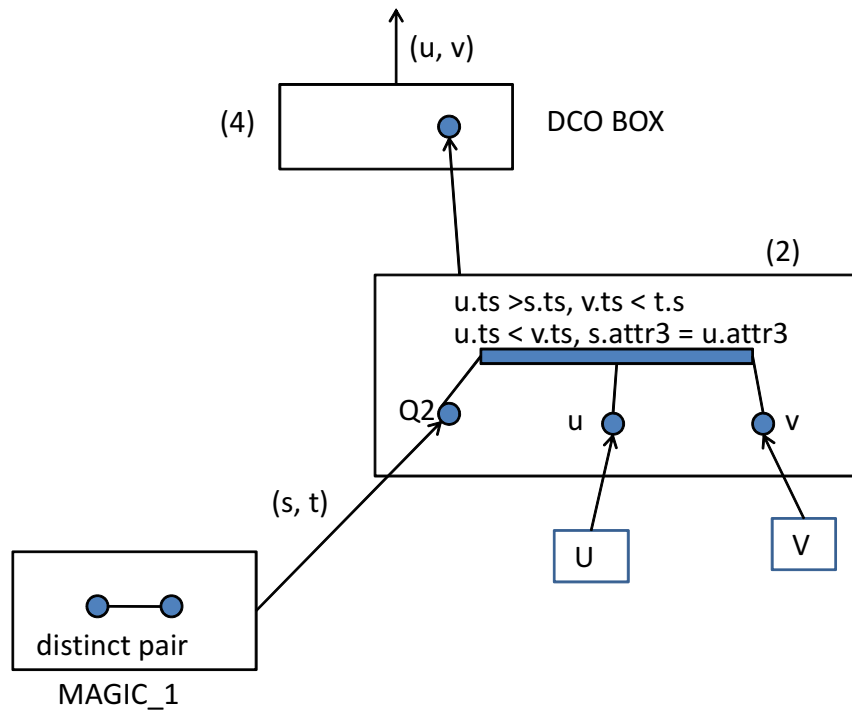 (u, v)
(4)
DCO BOX
(2)
u.ts >s.ts, v.ts < t.s
u.ts < v.ts, s.attr3 = u.attr3
Q2
u
v
(s, t)
U
V
distinct pair
MAGIC_1